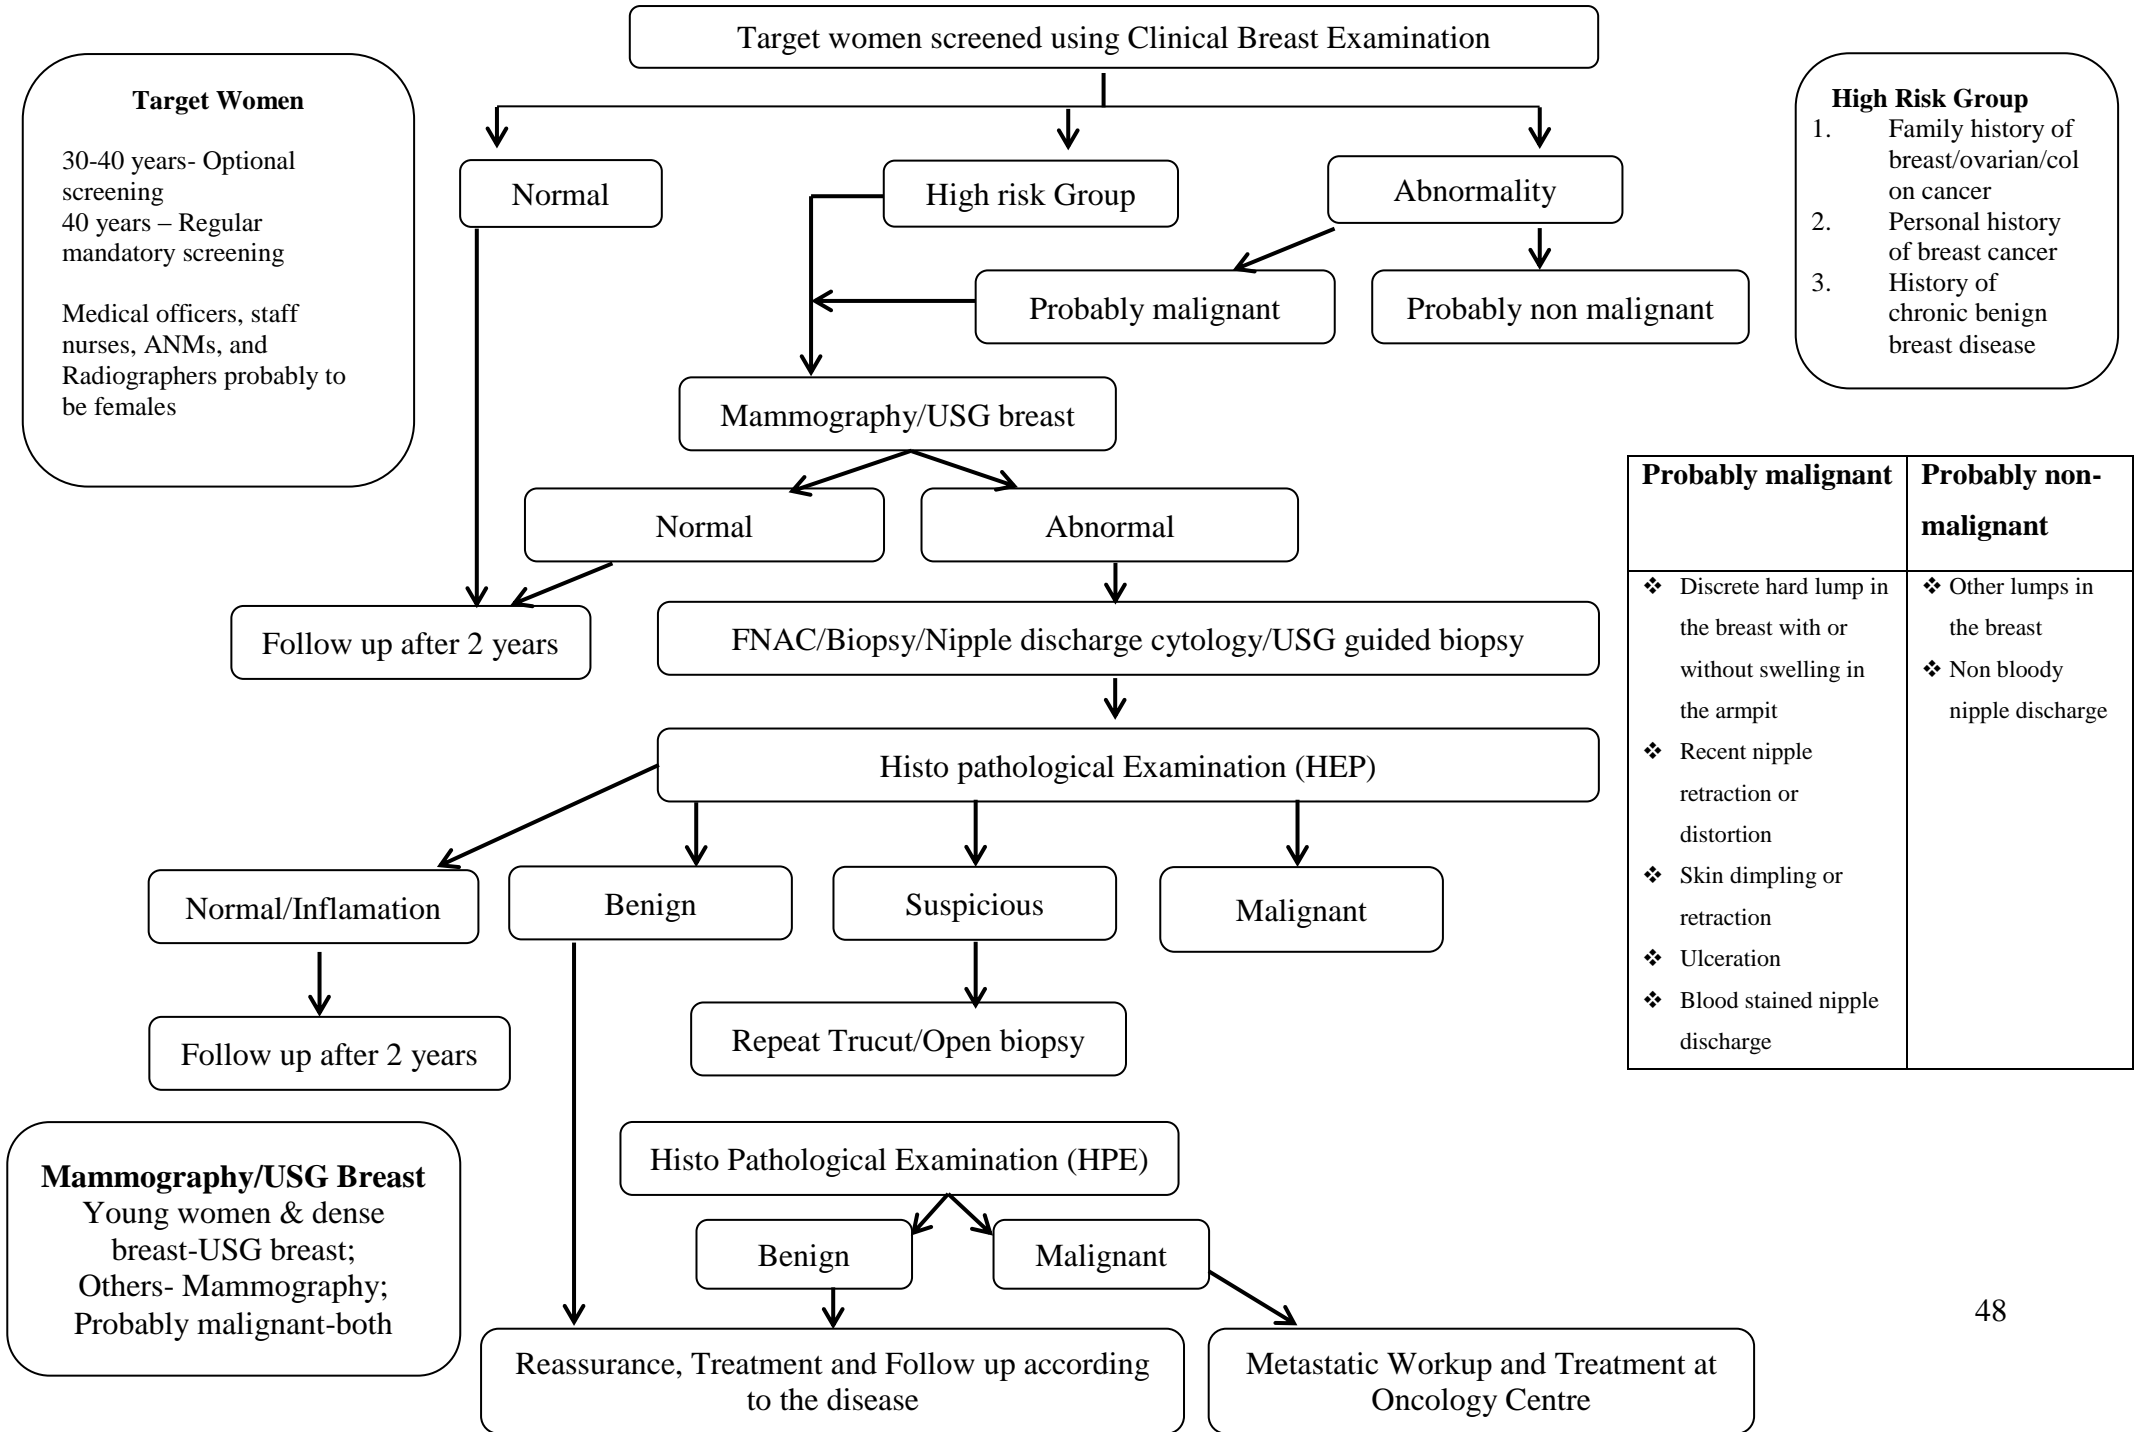 Target women screened using Clinical Breast Examination
Target Women
30-40 years- Optional
screening
40 years – Regular
mandatory screening
Medical officers, staff
nurses, ANMs, and
Radiographers probably to
be females
High Risk Group
1. Family history of
breast/ovarian/col
on cancer
2. Personal history
of breast cancer
3. History of
chronic benign
breast disease
Normal
High risk Group
Abnormality
Probably malignant
Probably non malignant
Mammography/USG breast
Normal
Abnormal
Follow up after 2 years
FNAC/Biopsy/Nipple discharge cytology/USG guided biopsy
Histo pathological Examination (HEP)
Normal/Inflamation
Benign
Suspicious
Malignant
Follow up after 2 years
Repeat Trucut/Open biopsy
Histo Pathological Examination (HPE)
Benign
Malignant
Reassurance, Treatment and Follow up according
to the disease
Metastatic Workup and Treatment at
Oncology Centre
Probably malignant
❖ Discrete hard lump in
the breast with or
without swelling in
the armpit
❖ Recent nipple
retraction or
distortion
❖ Skin dimpling or
retraction
❖ Ulceration
❖ Blood stained nipple
discharge
Probably non-
malignant
❖ Other lumps in
the breast
❖ Non bloody
nipple discharge
Mammography/USG Breast
Young women & dense
breast-USG breast;
Others- Mammography;
Probably malignant-both
48